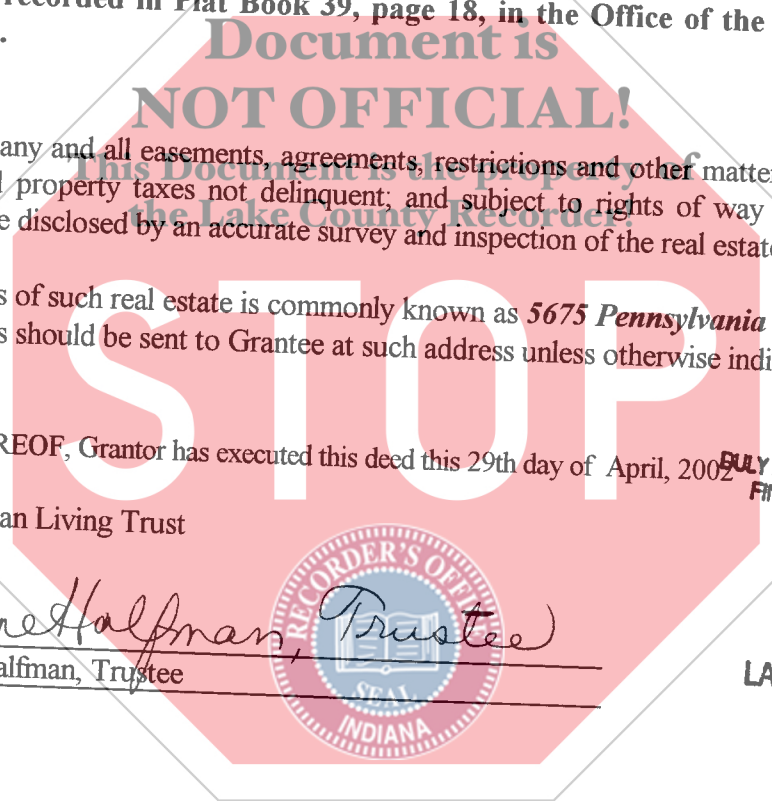 recorded in Plat Book 39, page 18, in the Office of the
.
Document is
NOT OFFICIAL!
This Document is the property of
the Lake County Recorder!
any and all easements, agreements, restrictions and other matter
property taxes not delinquent; and subject to rights of way
e disclosed by an accurate survey and inspection of the real estate
s of such real estate is commonly known as 5675 Pennsylvania
s should be sent to Grantee at such address unless otherwise indi
STOP
REOF, Grantor has executed this deed this 29th day of April, 2002
DULY
FI
an Living Trust
ne Halfman, Trustee
alfman, Trustee
LA
RECORDER'S OFFI
SEAL
INDIANA